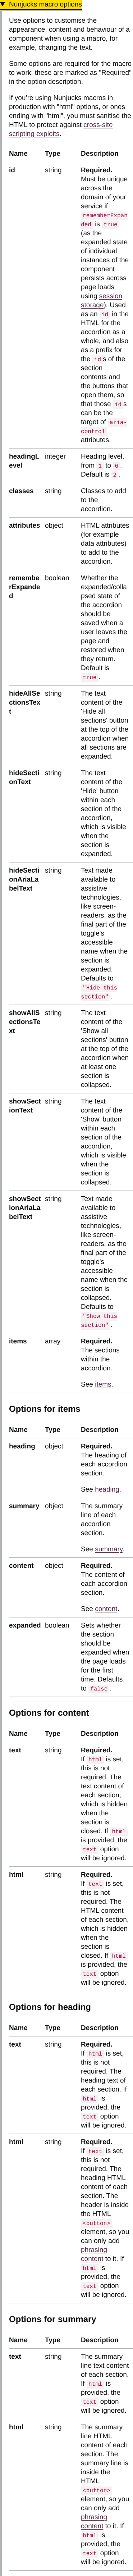 ▼ Nunjucks macro options
Use options to customise the
appearance, content and behaviour of a
component when using a macro, for
example, changing the text.
Some options are required for the macro
to work; these are marked as "Required"
in the option description.
If you're using Nunjucks macros in
production with "html" options, or ones
ending with "html", you must sanitise the
HTML to protect against cross-site
scripting exploits.
Name Type Description
id string Required.
Must be unique
across the
domain of your
service if
rememberExpan
ded is true
(as the expanded
state of individual
instances of the
component
persists across
page loads
using session
storage). Used
as an id in the
HTML for the
accordion as a
whole, and also
as a prefix for
the id s of the
section
contents and
the buttons that
open them, so
that those id s
can be the
target of aria-
control
attributes.
headingL integer Heading level,
evel from 1 to 6.
Default is 2.
classes string Classes to add
to the
accordion.
attributes object HTML attributes
(for example
data attributes)
to add to the
accordion.
rememb boolean Whether the
erExpande expanded/colla
d psed state of
the accordion
should be
saved when a
user leaves the
page and
restored when
they return.
Default is
true.
hideAllSe string The text
ctionsTex content of the
t 'Hide all
sections' button
at the top of the
accordion when
all sections are
expanded.
hideSecti string The text
onText content of the
'Hide' button
within each
section of the
accordion,
which is visible
when the
section is
expanded.
hideSecti string Text made
onAriaLa available to
belText assistive
technologies,
like screen-
readers, as the
final part of the
toggle's
accessible
name when the
section is
expanded.
Defaults to
"Hide this
section".
showAllS string The text
ectionsTe content of the
xt 'Show all
sections' button
at the top of the
accordion when
at least one
section is
collapsed.
showSect string The text
ionText content of the
'Show' button
within each
section of the
accordion,
which is visible
when the
section is
collapsed.
showSect string Text made
ionAriaLa available to
belText assistive
technologies,
like screen-
readers, as the
final part of the
toggle's
accessible
name when the
section is
collapsed.
Defaults to
"Show this
section".
items array Required.
The sections
within the
accordion.
See items.
Options for items
Name Type Description
heading object Required.
The heading of
each accordion
section.
See heading.
summary object The summary
line of each
accordion
section.
See summary.
content object Required.
The content of
each accordion
section.
See content.
expanded boolean Sets whether
the section
should be
expanded when
the page loads
for the first
time. Defaults
to false.
Options for content
Name Type Description
text string Required.
If html is set,
this is not
required. The
text content of
each section,
which is hidden
when the
section is
closed. If html
is provided, the
text option
will be ignored.
html string Required.
If text is set,
this is not
required. The
HTML content
of each section,
which is hidden
when the
section is
closed. If html
is provided, the
text option
will be ignored.
Options for heading
Name Type Description
text string Required.
If html is set,
this is not
required. The
heading text of
each section. If
html is
provided, the
text option
will be ignored.
html string Required.
If text is set,
this is not
required. The
heading HTML
content of each
section. The
header is inside
the HTML
<button>
element, so you
can only add
phrasing
content to it. If
html is
provided, the
text option
will be ignored.
Options for summary
Name Type Description
text string The summary
line text content
of each section.
If html is
provided, the
text option
will be ignored.
html string The summary
line HTML
content of each
section. The
summary line is
inside the
HTML
<button>
element, so you
can only add
phrasing
content to it. If
html is
provided, the
text option
will be ignored.